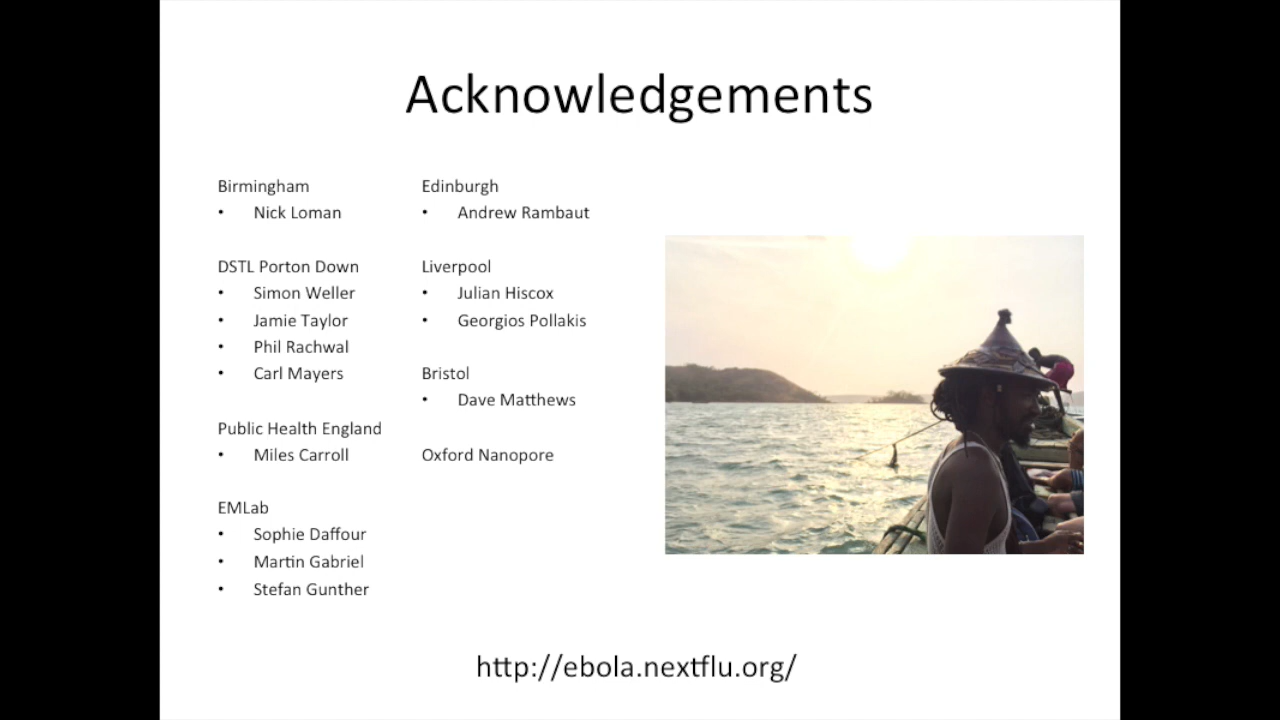 Acknowledgements
Birmingham
• Nick Loman
DSTL Porton Down
• Simon Weller
• Jamie Taylor
• Phil Rachwal
• Carl Mayers
Public Health England
• Miles Carroll
EMLab
• Sophie Daffour
• Martin Gabriel
• Stefan Gunther
Edinburgh
• Andrew Rambaut
Liverpool
• Julian Hiscox
• Georgios Pollakis
Bristol
• Dave Matthews
Oxford Nanopore
http://ebola.nextflu.org/